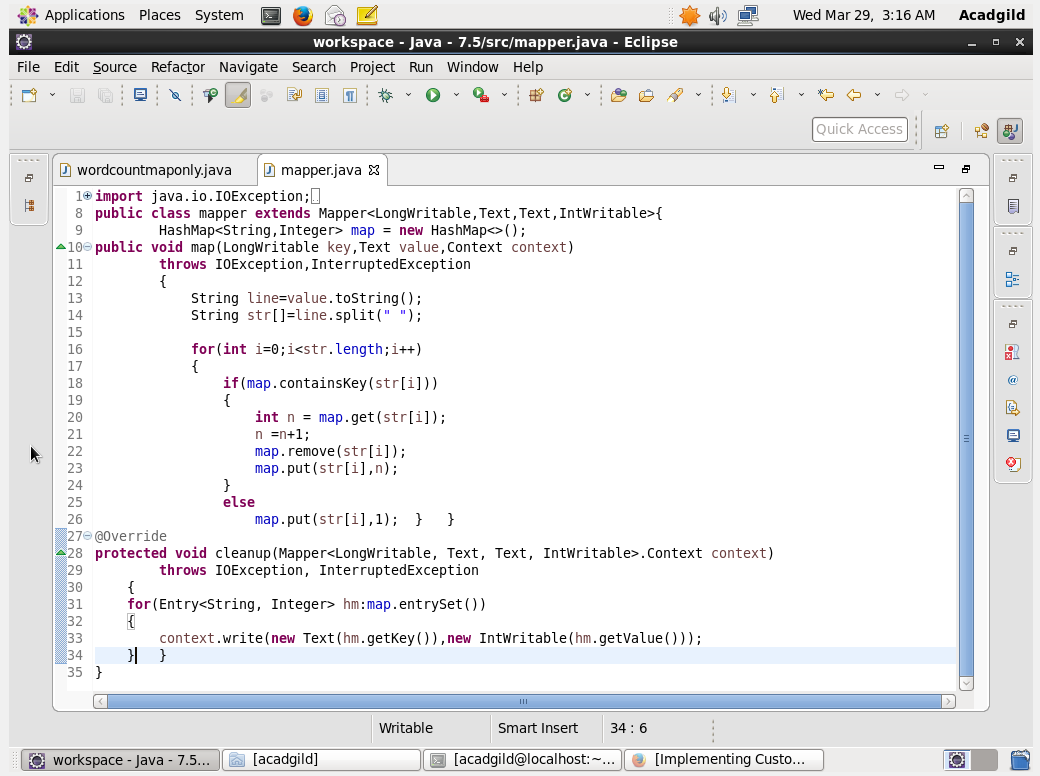 Applications Places System Wed Mar 29, 3:16 AM Acadgild
workspace - Java - 7.5/src/mapper.java - Eclipse
File Edit Source Refactor Navigate Search Project Run Window Help
Quick Access
wordcountmaponly.java mapper.java
1 import java.io.IOException;
8 public class mapper extends Mapper<LongWritable,Text,Text,IntWritable>{
9 HashMap<String,Integer> map = new HashMap<>();
10 public void map(LongWritable key,Text value,Context context)
11 throws IOException,InterruptedException
12 {
13 String line=value.toString();
14 String str[]=line.split(" ");
15
16 for(int i=0;i<str.length;i++)
17 {
18 if(map.containsKey(str[i]))
19 {
20 int n = map.get(str[i]);
21 n =n+1;
22 map.remove(str[i]);
23 map.put(str[i],n);
24 }
25 else
26 map.put(str[i],1); } }
27 @Override
28 protected void cleanup(Mapper<LongWritable, Text, Text, IntWritable>.Context context)
29 throws IOException, InterruptedException
30 {
31 for(Entry<String, Integer> hm:map.entrySet())
32 {
33 context.write(new Text(hm.getKey()),new IntWritable(hm.getValue()));
34 } }
35 }
Writable Smart Insert 34 : 6
workspace - Java - 7.5... [acadgild] [acadgild@localhost:~... [Implementing Custo...